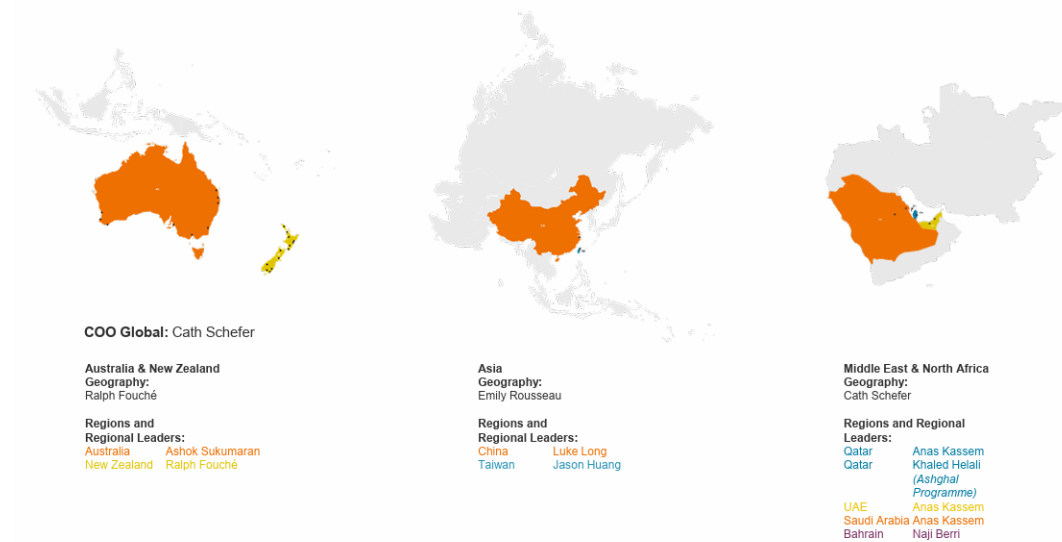 COO Global: Cath Schefer
Australia & New Zealand
Geography:
Ralph Fouché
Regions and
Regional Leaders:
Australia Ashok Sukumaran
New Zealand Ralph Fouché
Asia
Geography:
Emily Rousseau
Regions and
Regional Leaders:
China Luke Long
Taiwan Jason Huang
Middle East & North Africa
Geography:
Cath Schefer
Regions and Regional
Leaders:
Qatar Anas Kassem
Qatar Khaled Helali
(Ashghal
Programme)
UAE Anas Kassem
Saudi Arabia Anas Kassem
Bahrain Naji Berri